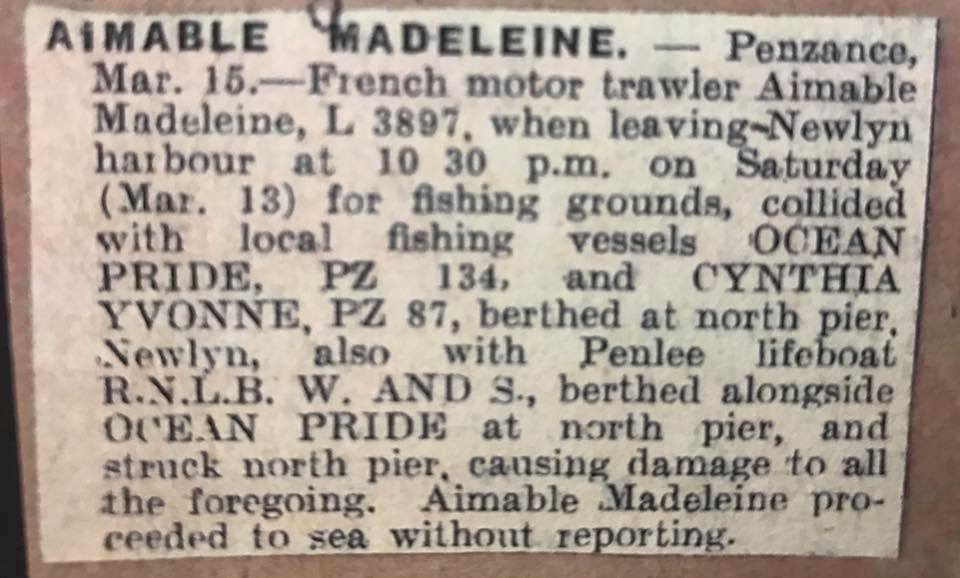 AIMABLE MADELEINE. — Penzance,
Mar. 15.—French motor trawler Aimable
Madeleine, L 3897, when leaving Newlyn
harbour at 10 30 p.m. on Saturday
(Mar. 13) for fishing grounds, collided
with local fishing vessels OCEAN
PRIDE, PZ 134, and CYNTHIA
YVONNE, PZ 87, berthed at north pier,
Newlyn, also with Penlee lifeboat
R.N.L.B. W. AND S., berthed alongside
OCEAN PRIDE at north pier, and
struck north pier, causing damage to all
the foregoing. Aimable Madeleine pro-
ceeded to sea without reporting.